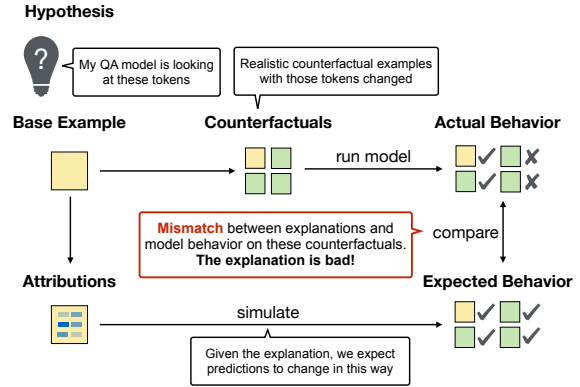 Hypothesis
?
My QA model is looking
at these tokens
Realistic counterfactual examples
with those tokens changed
Base Example
Counterfactuals
Actual Behavior
run model
Mismatch between explanations and
model behavior on these counterfactuals.
The explanation is bad!
compare
Attributions
Expected Behavior
simulate
Given the explanation, we expect
predictions to change in this way